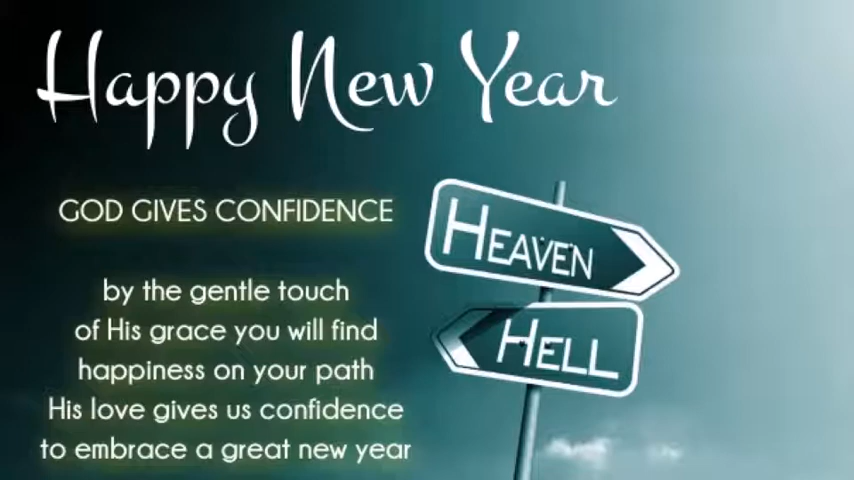 Happy New Year
GOD GIVES CONFIDENCE
by the gentle touch
of His grace you will find
happiness on your path
His love gives us confidence
to embrace a great new year
HEAVEN
HELL